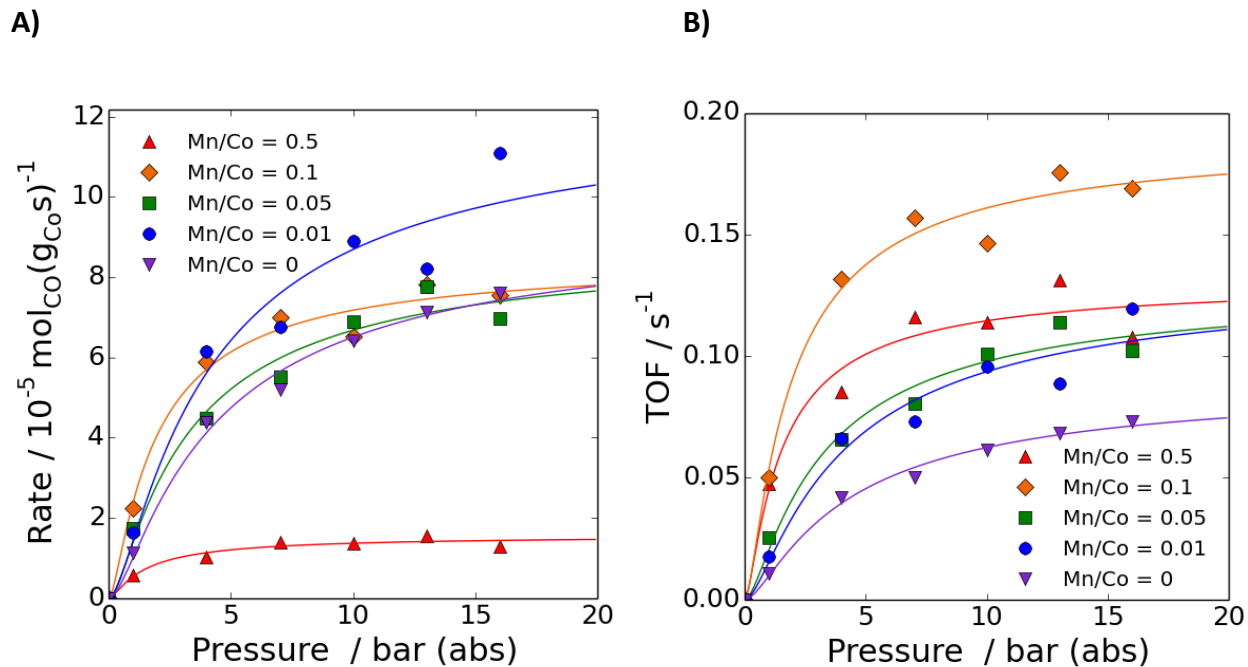 A)
B)
Rate / 10⁻⁵ mol_CO(g_Co s)⁻¹
12
10
8
6
4
2
0
Mn/Co = 0.5
Mn/Co = 0.1
Mn/Co = 0.05
Mn/Co = 0.01
Mn/Co = 0
0 5 10 15 20
Pressure / bar (abs)
TOF / s⁻¹
0.20
0.15
0.10
0.05
0.00
Mn/Co = 0.5
Mn/Co = 0.1
Mn/Co = 0.05
Mn/Co = 0.01
Mn/Co = 0
0 5 10 15 20
Pressure / bar (abs)